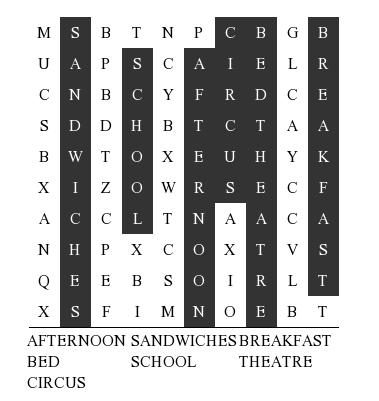 M S B T N P C B G B
U A P S C A I E L R
C N B C Y F R D C E
S D D H B T C T A A
B W T O X E U H Y K
X I Z O W R S E C F
A C C L T N A A C A
N H P X C O X T V S
Q E E B S O I R L T
X S F I M N O E B T
AFTERNOON SANDWICHES BREAKFAST
BED SCHOOL THEATRE
CIRCUS